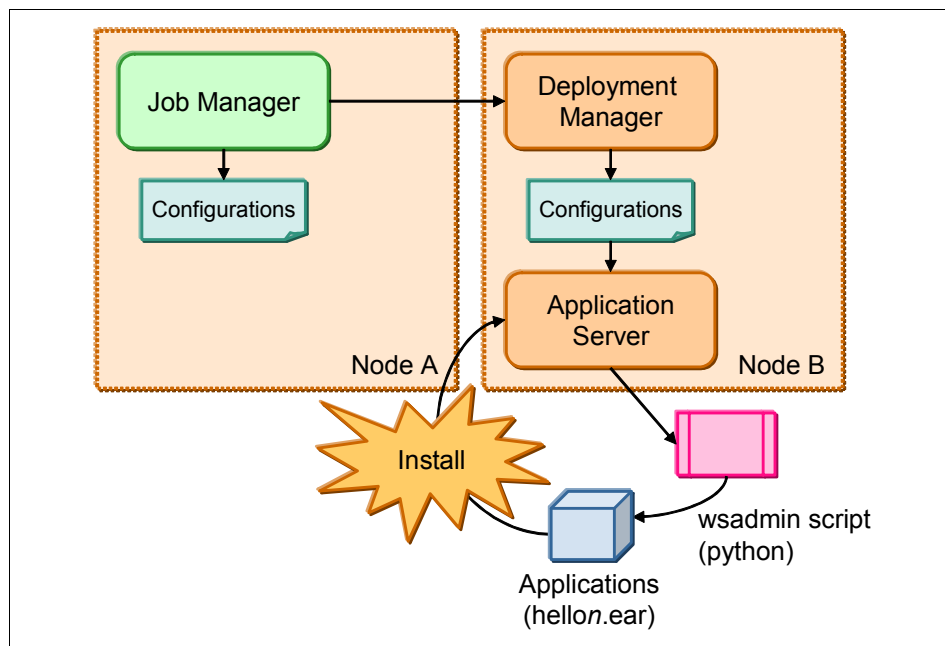 Job Manager
Deployment
Manager
Configurations
Configurations
Application
Server
Node A
Node B
Install
wsadmin script
(python)
Applications
(hellon.ear)